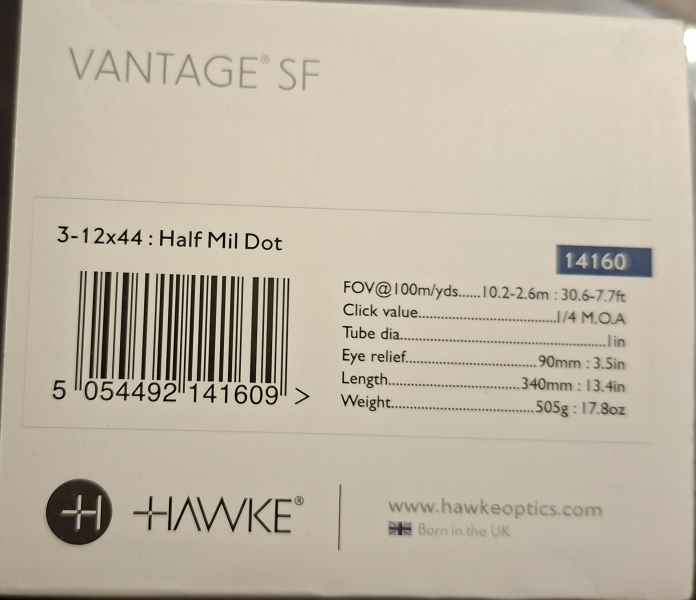 VANTAGE® SF
3-12x44 : Half Mil Dot
14160
FOV@100m/yds......10.2-2.6m : 30.6-7.7ft
Click value..............................1/4 M.O.A
Tube dia.............................................1in
Eye relief............................90mm : 3.5in
Length............................340mm : 13.4in
Weight................................505g : 17.8oz
5 054492 141609 >
HAWKE®
www.hawkeoptics.com
Born in the UK